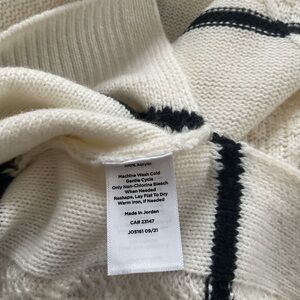 100% Acrylic
Machine Wash Cold
Gentle Cycle
Only Non-Chlorine Bleach
When Needed
Reshape, Lay Flat To Dry
Warm Iron, If Needed
Made in Jordan
CA# 23147
JO5161 09/21